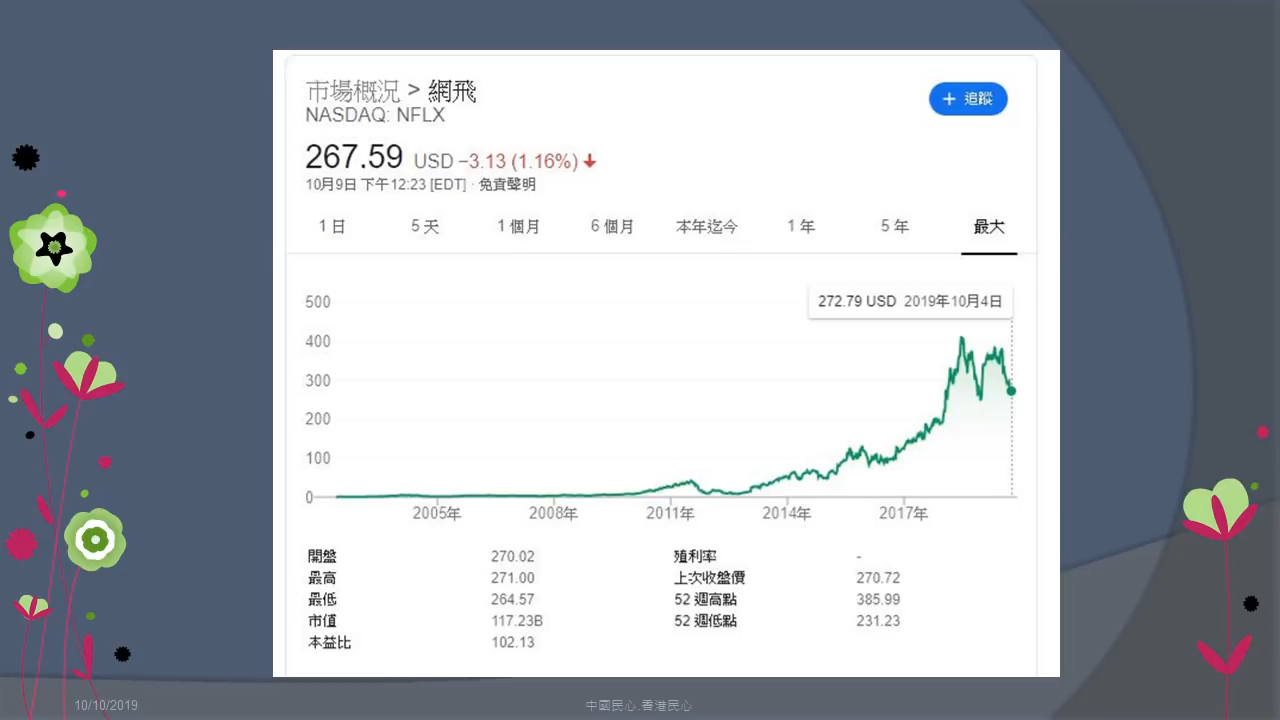 市場概況 > 網飛
NASDAQ: NFLX
追蹤
267.59 USD −3.13 (1.16%)
10月9日 下午12:23 [EDT] · 免責聲明
1 日 5 天 1 個月 6 個月 本年迄今 1 年 5 年 最大
272.79 USD 2019年10月4日
500
400
300
200
100
0
2005年 2008年 2011年 2014年 2017年
開盤 270.02 殖利率 -
最高 271.00 上次收盤價 270.72
最低 264.57 52 週高點 385.99
市值 117.23B 52 週低點 231.23
本益比 102.13
10/10/2019 中國民心.香港民心